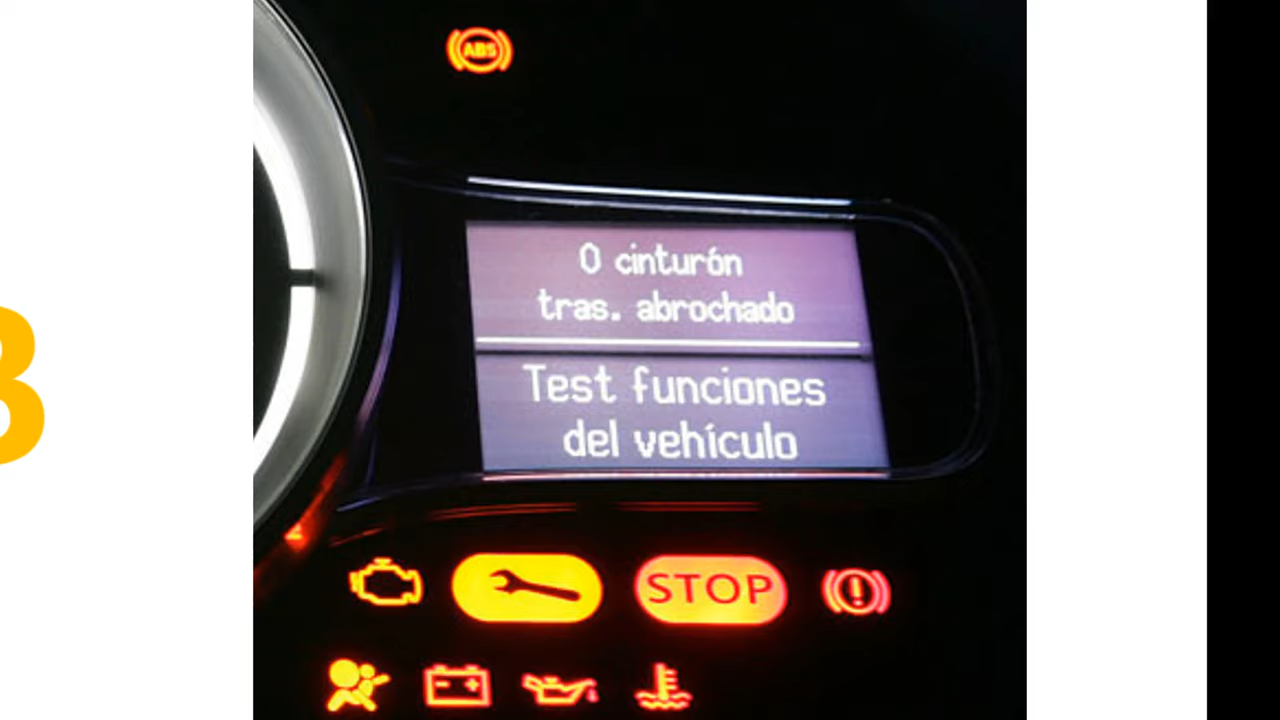 ABS
0 cinturón
tras. abrochado
Test funciones
del vehículo
STOP